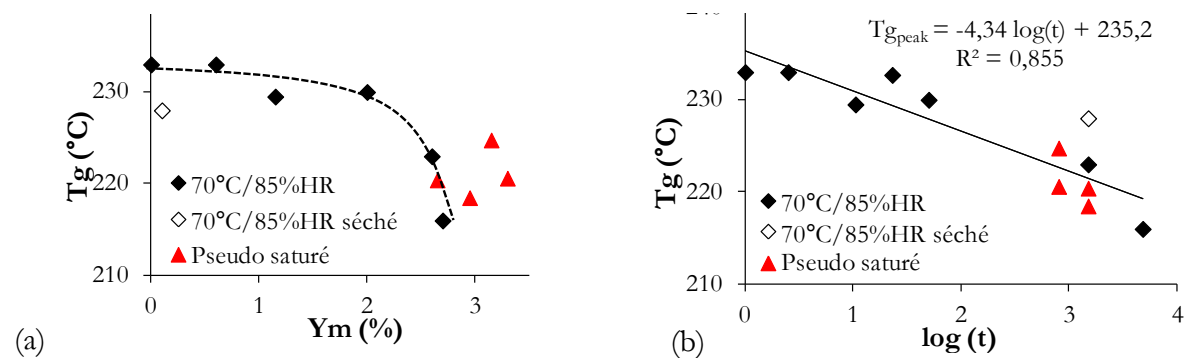 Tg (°C)
230
220
210
◆ 70°C/85%HR
◇ 70°C/85%HR séché
▲ Pseudo saturé
0 1 2 3
Ym (%)
(a)
Tg (°C)
240
230
220
210
Tgpeak = -4,34 log(t) + 235,2
R² = 0,855
◆ 70°C/85%HR
◇ 70°C/85%HR séché
▲ Pseudo saturé
0 1 2 3 4
log (t)
(b)